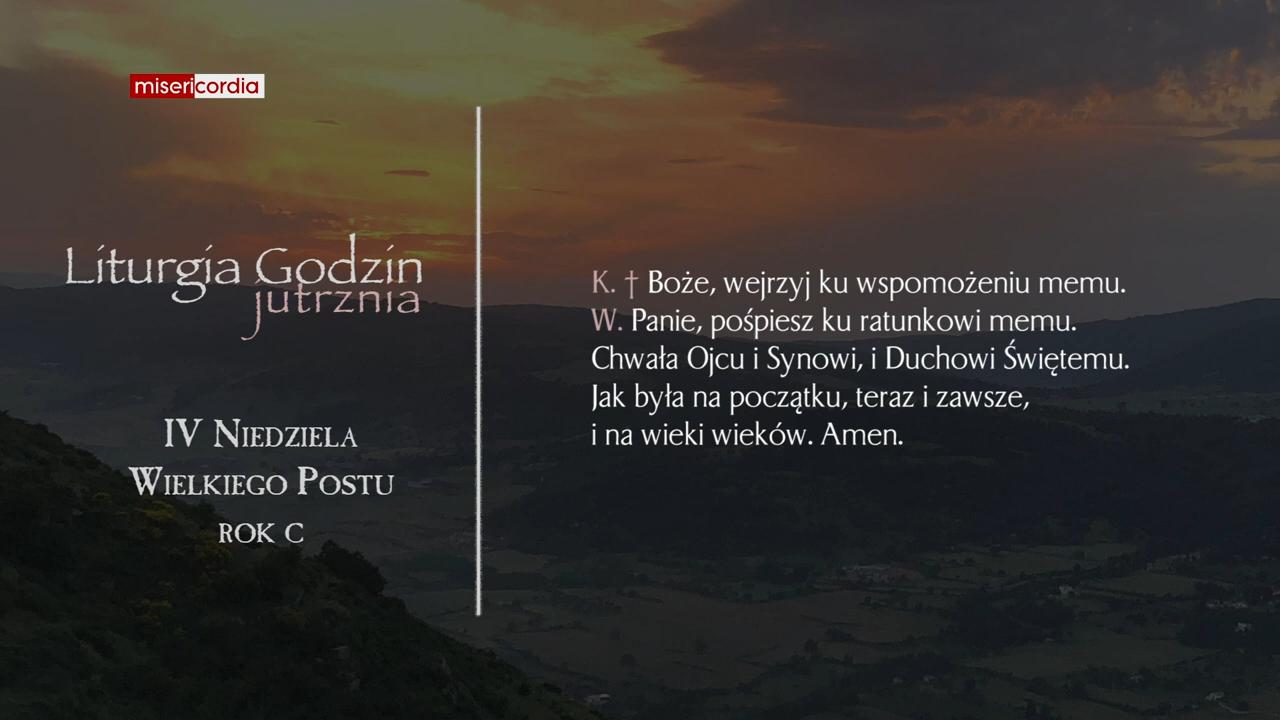 misericordia
Liturgia Godzin
jutrznia
IV Niedziela
Wielkiego Postu
rok C
K. † Boże, wejrzyj ku wspomożeniu memu.
W. Panie, pośpiesz ku ratunkowi memu.
Chwała Ojcu i Synowi, i Duchowi Świętemu.
Jak była na początku, teraz i zawsze,
i na wieki wieków. Amen.